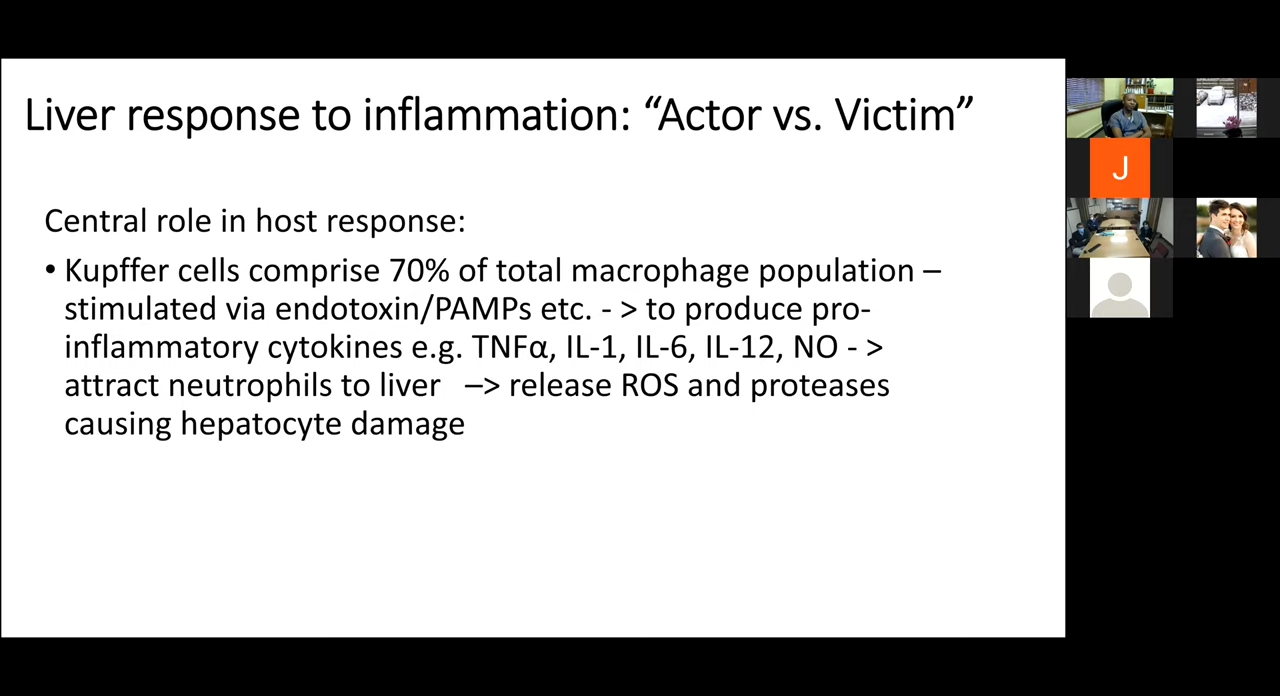 Liver response to inflammation: “Actor vs. Victim”
Central role in host response:
• Kupffer cells comprise 70% of total macrophage population –
stimulated via endotoxin/PAMPs etc. - > to produce pro-
inflammatory cytokines e.g. TNFα, IL-1, IL-6, IL-12, NO - >
attract neutrophils to liver –> release ROS and proteases
causing hepatocyte damage
J